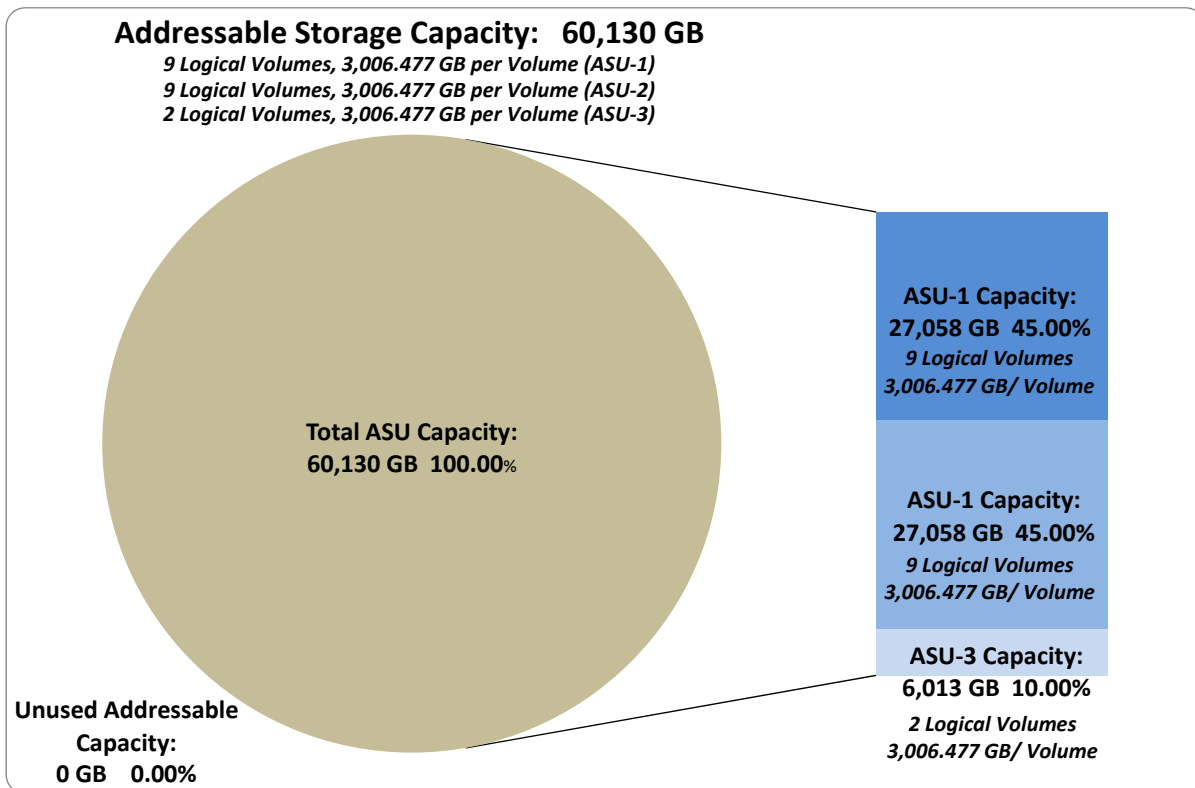 Addressable Storage Capacity: 60,130 GB
9 Logical Volumes, 3,006.477 GB per Volume (ASU-1)
9 Logical Volumes, 3,006.477 GB per Volume (ASU-2)
2 Logical Volumes, 3,006.477 GB per Volume (ASU-3)
Total ASU Capacity:
60,130 GB 100.00%
ASU-1 Capacity:
27,058 GB 45.00%
9 Logical Volumes
3,006.477 GB/ Volume
ASU-1 Capacity:
27,058 GB 45.00%
9 Logical Volumes
3,006.477 GB/ Volume
ASU-3 Capacity:
6,013 GB 10.00%
2 Logical Volumes
3,006.477 GB/ Volume
Unused Addressable
Capacity:
0 GB 0.00%